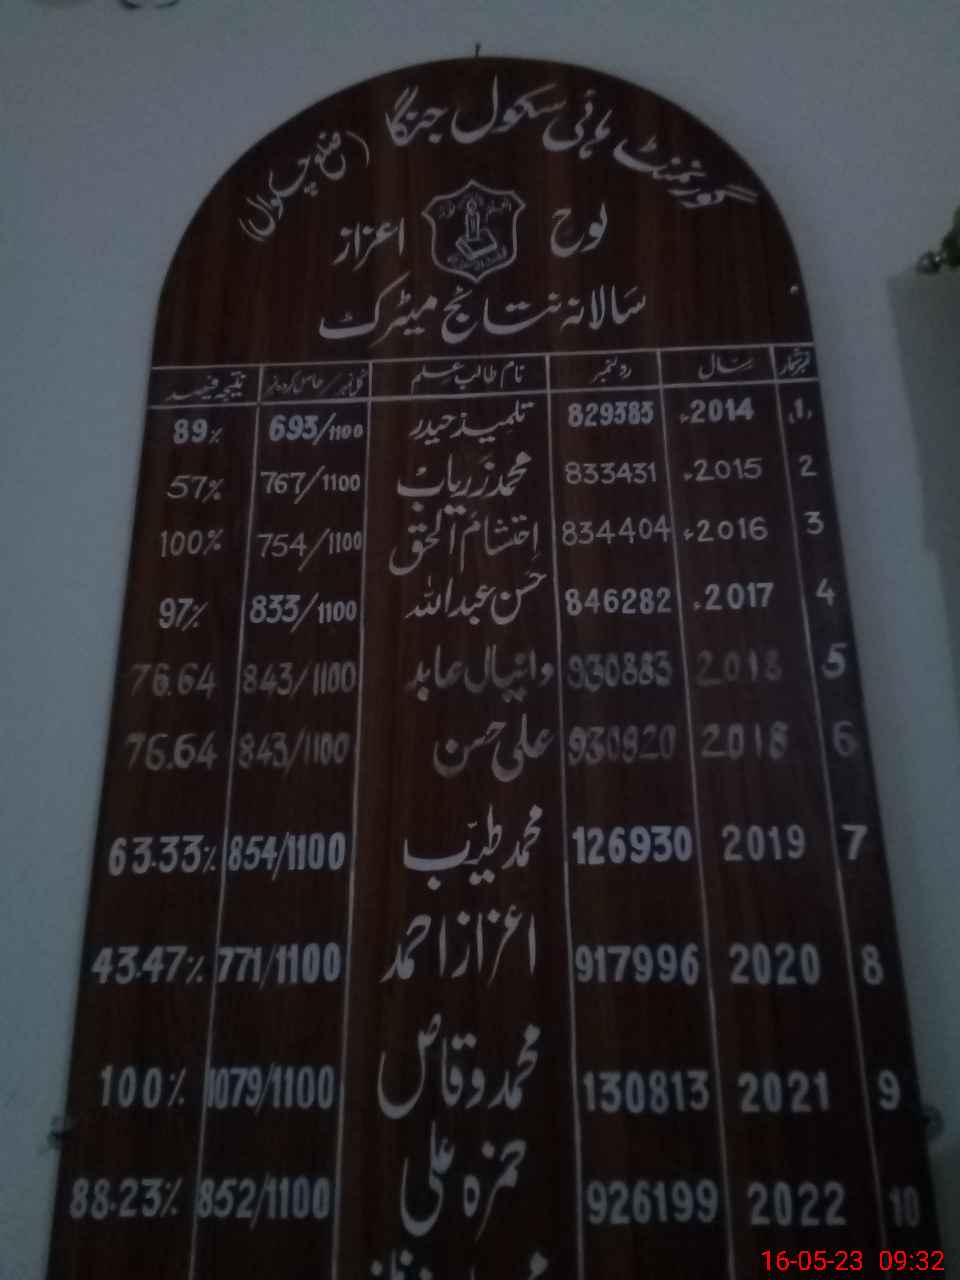 گورنمنٹ ہائی سکول جنگا (ضلع چکوال)
لوح اعزاز
سالانہ نتائج میٹرک
نمبر شمار سال رولنمبر نام طالب علم کل نمبر/حاصل کردہ نمبر نتیجہ فیصد
1 2014ء 829383 تلمیذ حیدر 693/1100 89%
2 2015ء 833431 محمد زریاب 767/1100 57%
3 2016ء 834404 احتشام الحق 754/1100 100%
4 2017ء 846282 حسن عبداللہ 833/1100 97%
5 2018 930883 دانیال عابد 843/1100 76.64
6 2018 930820 علی حسن 843/1100 76.64
7 2019 126930 محمد طیب 854/1100 63.33%
8 2020 917996 اعزاز احمد 771/1100 43.47%
9 2021 130813 محمد وقاص 1079/1100 100%
10 2022 926199 حمزہ علی 852/1100 88.23%
16-05-23 09:32